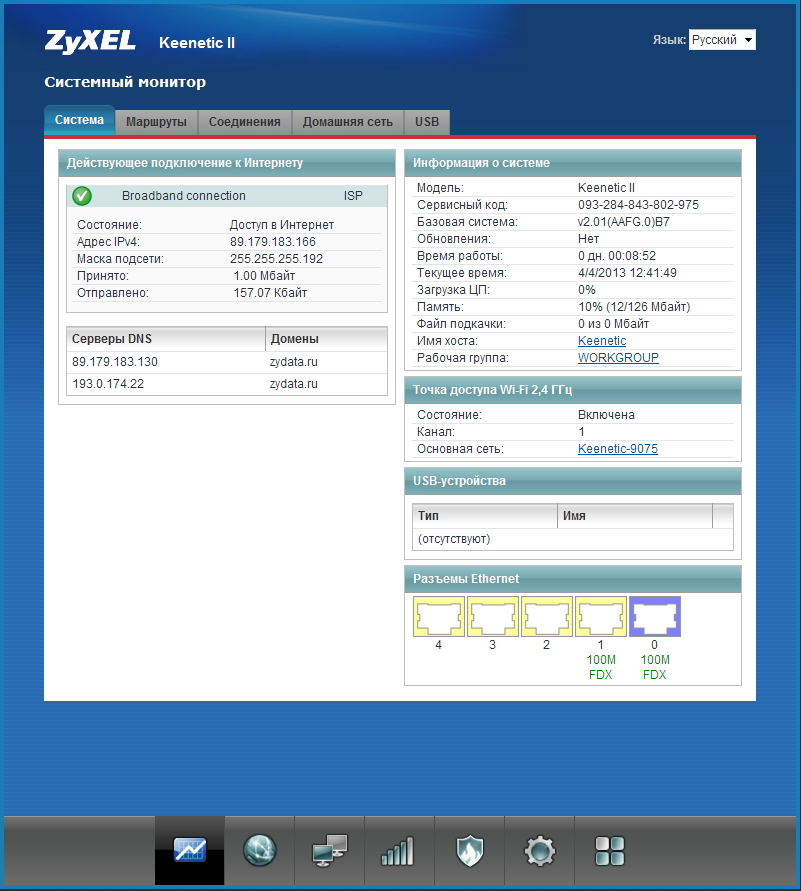 ZyXEL Keenetic II
Язык: Русский
Системный монитор
Система Маршруты Соединения Домашняя сеть USB
Действующее подключение к Интернету
Broadband connection ISP
Состояние: Доступ в Интернет
Адрес IPv4: 89.179.183.166
Маска подсети: 255.255.255.192
Принято: 1.00 Мбайт
Отправлено: 157.07 Кбайт
Серверы DNS Домены
89.179.183.130 zydata.ru
193.0.174.22 zydata.ru
Информация о системе
Модель: Keenetic II
Сервисный код: 093-284-843-802-975
Базовая система: v2.01(AAFG.0)B7
Обновления: Нет
Время работы: 0 дн. 00:08:52
Текущее время: 4/4/2013 12:41:49
Загрузка ЦП: 0%
Память: 10% (12/126 Мбайт)
Файл подкачки: 0 из 0 Мбайт
Имя хоста: Keenetic
Рабочая группа: WORKGROUP
Точка доступа Wi-Fi 2,4 ГГц
Состояние: Включена
Канал: 1
Основная сеть: Keenetic-9075
USB-устройства
Тип Имя
(отсутствуют)
Разъемы Ethernet
4 3 2 1 0
100M 100M
FDX FDX